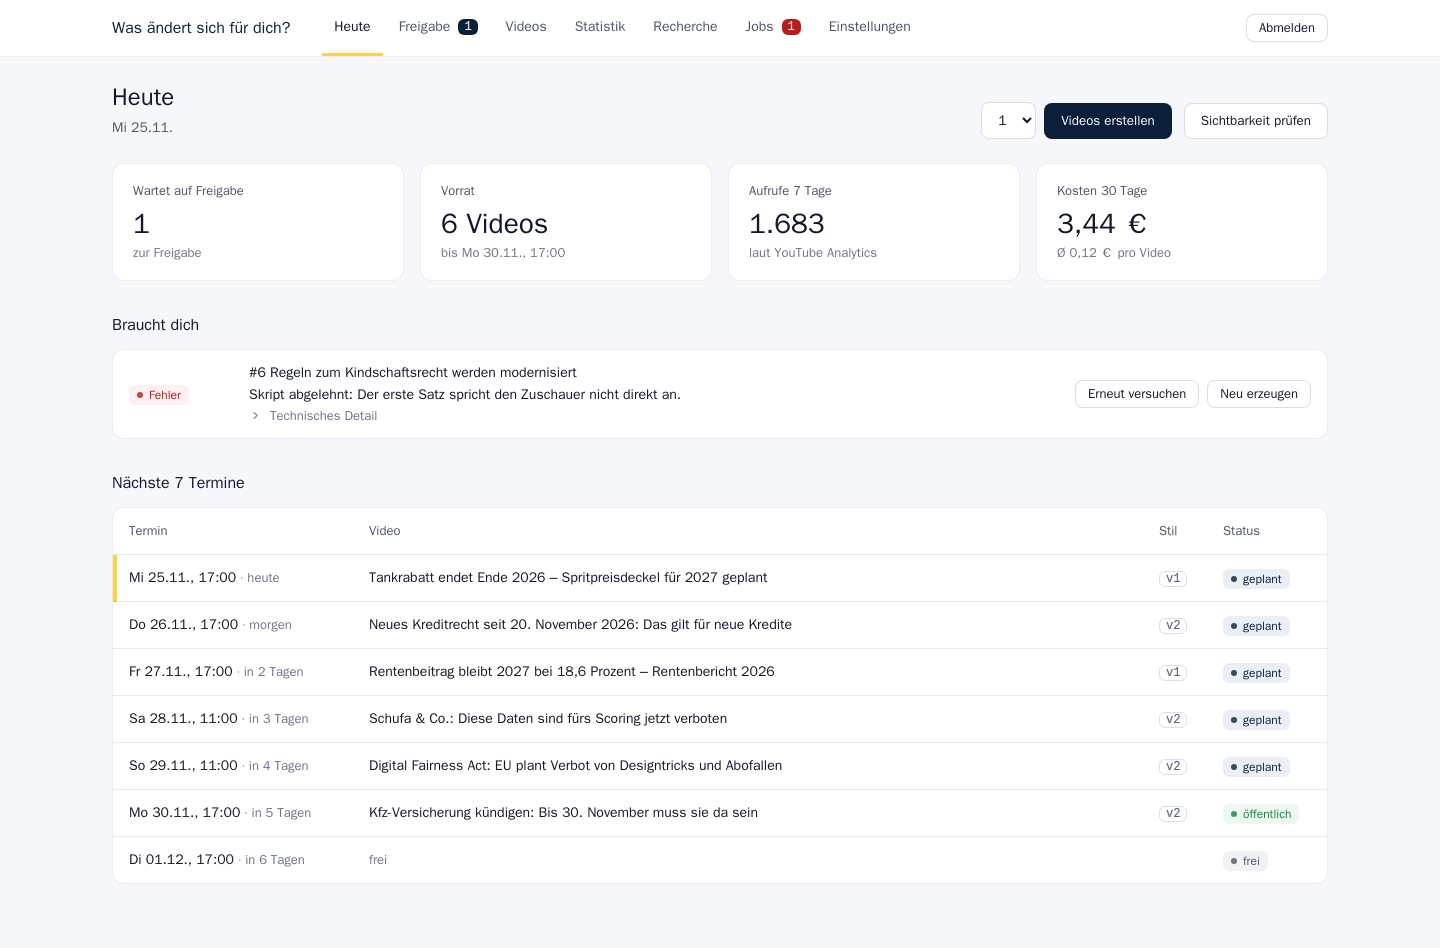 Was ändert sich für dich?
Heute
Freigabe 1
Videos
Statistik
Recherche
Jobs 1
Einstellungen
Abmelden
Heute
Mi 25.11.
1
Videos erstellen
Sichtbarkeit prüfen
Wartet auf Freigabe
1
zur Freigabe
Vorrat
6 Videos
bis Mo 30.11., 17:00
Aufrufe 7 Tage
1.683
laut YouTube Analytics
Kosten 30 Tage
3,44 €
Ø 0,12 € pro Video
Braucht dich
Fehler
#6 Regeln zum Kindschaftsrecht werden modernisiert
Skript abgelehnt: Der erste Satz spricht den Zuschauer nicht direkt an.
Technisches Detail
Erneut versuchen
Neu erzeugen
Nächste 7 Termine
Termin Video Stil Status
Mi 25.11., 17:00 · heute Tankrabatt endet Ende 2026 – Spritpreisdeckel für 2027 geplant v1 geplant
Do 26.11., 17:00 · morgen Neues Kreditrecht seit 20. November 2026: Das gilt für neue Kredite v2 geplant
Fr 27.11., 17:00 · in 2 Tagen Rentenbeitrag bleibt 2027 bei 18,6 Prozent – Rentenbericht 2026 v1 geplant
Sa 28.11., 11:00 · in 3 Tagen Schufa & Co.: Diese Daten sind fürs Scoring jetzt verboten v2 geplant
So 29.11., 11:00 · in 4 Tagen Digital Fairness Act: EU plant Verbot von Designtricks und Abofallen v2 geplant
Mo 30.11., 17:00 · in 5 Tagen Kfz-Versicherung kündigen: Bis 30. November muss sie da sein v2 öffentlich
Di 01.12., 17:00 · in 6 Tagen frei frei